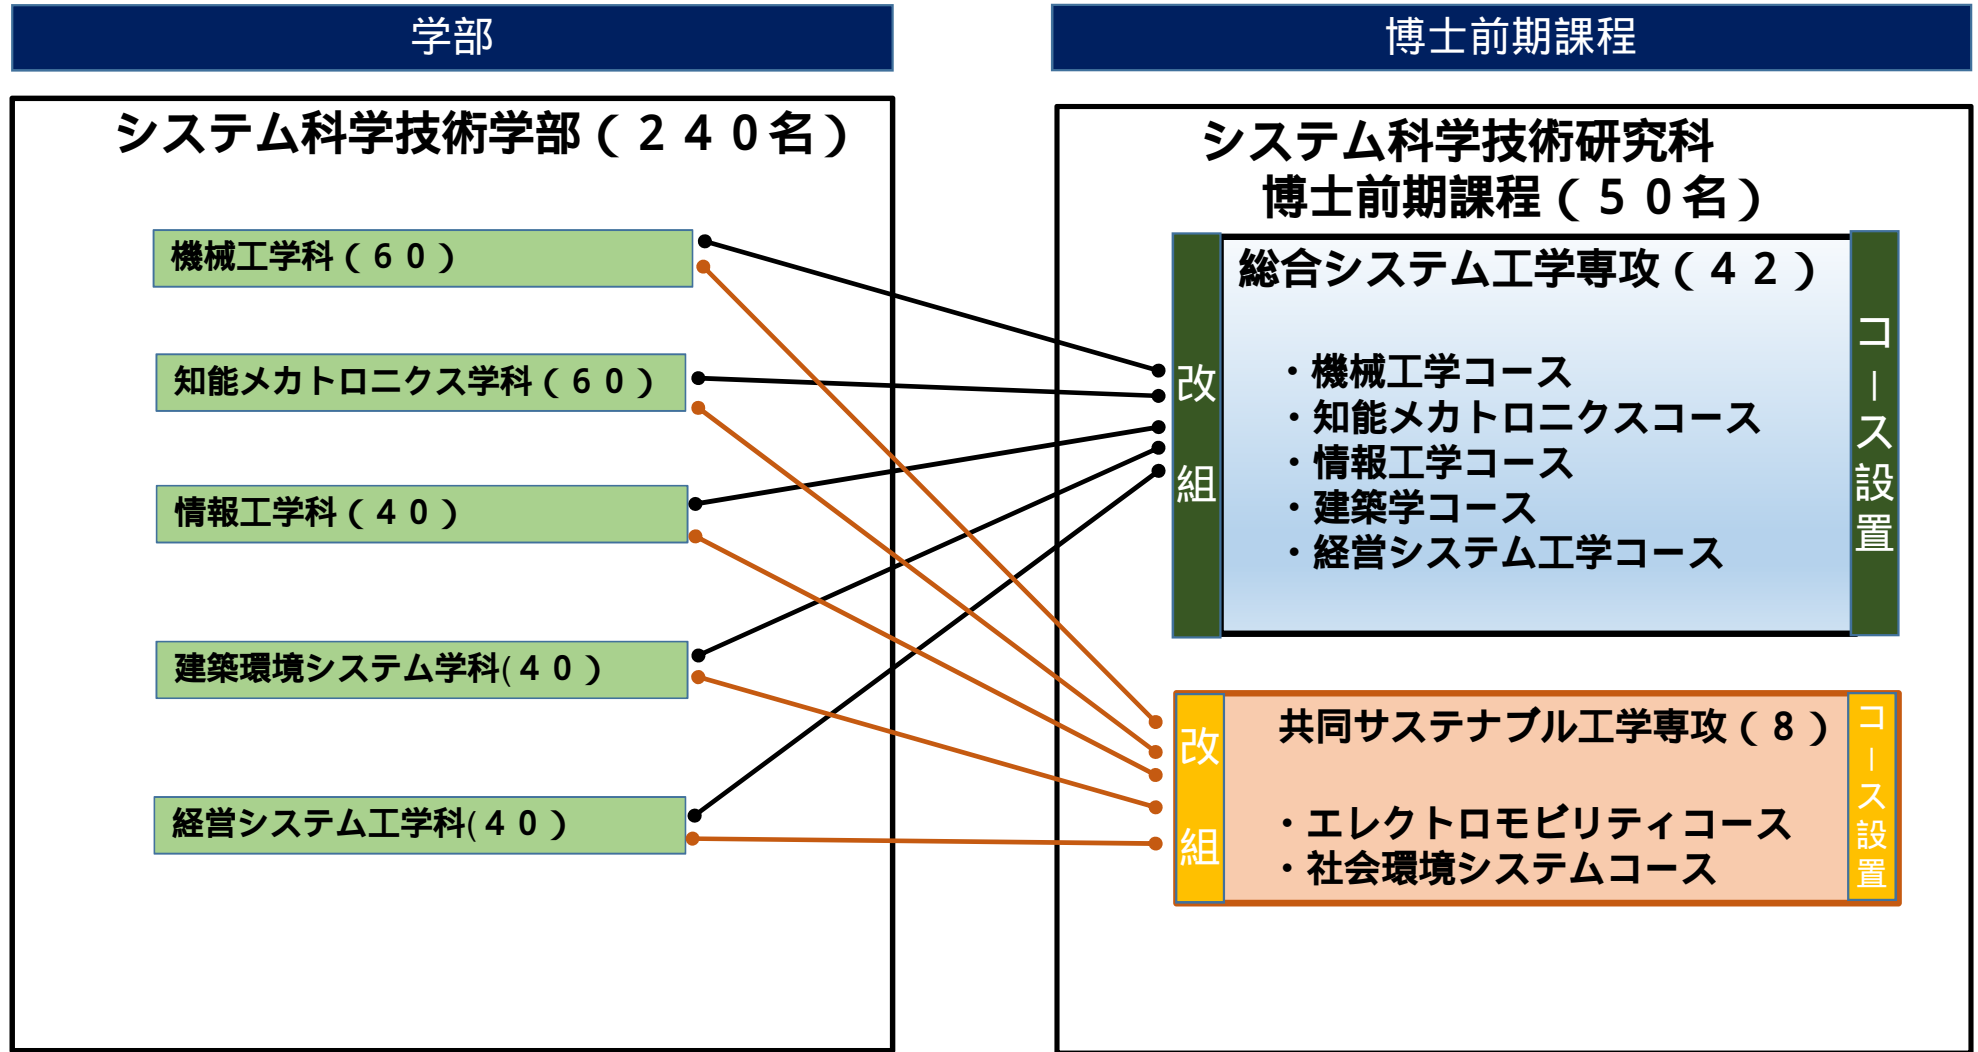 学部
システム科学技術学部（２４０名）
機械工学科（６０）
知能メカトロニクス学科（６０）
情報工学科（４０）
建築環境システム学科(４０）
経営システム工学科(４０）
博士前期課程
システム科学技術研究科
博士前期課程（５０名）
改組
総合システム工学専攻（４２）
・機械工学コース
・知能メカトロニクスコース
・情報工学コース
・建築学コース
・経営システム工学コース
コース設置
改組
共同サステナブル工学専攻（８）
・エレクトロモビリティコース
・社会環境システムコース
コース設置